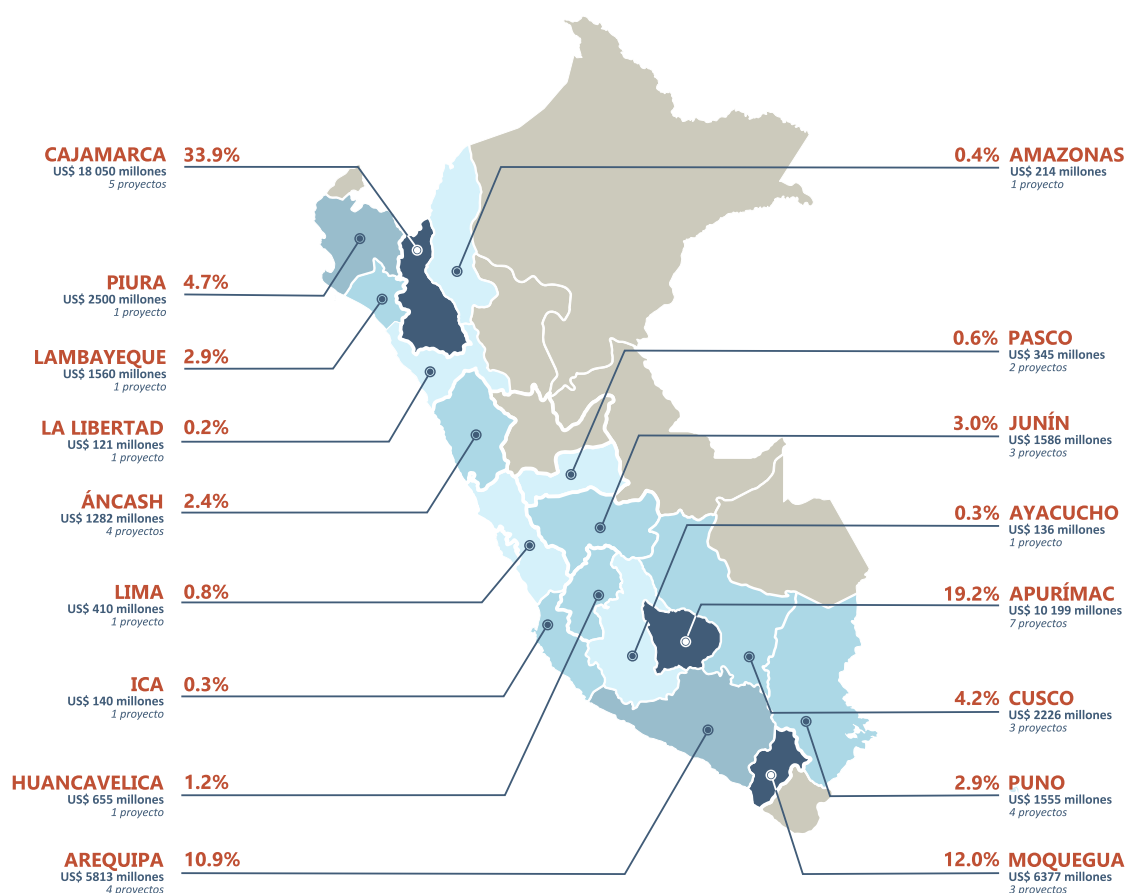 CAJAMARCA 33.9%
US$ 18 050 millones
5 proyectos
PIURA 4.7%
US$ 2500 millones
1 proyecto
LAMBAYEQUE 2.9%
US$ 1560 millones
1 proyecto
LA LIBERTAD 0.2%
US$ 121 millones
1 proyecto
ÁNCASH 2.4%
US$ 1282 millones
4 proyectos
LIMA 0.8%
US$ 410 millones
1 proyecto
ICA 0.3%
US$ 140 millones
1 proyecto
HUANCAVELICA 1.2%
US$ 655 millones
1 proyecto
AREQUIPA 10.9%
US$ 5813 millones
4 proyectos
0.4% AMAZONAS
US$ 214 millones
1 proyecto
0.6% PASCO
US$ 345 millones
2 proyectos
3.0% JUNÍN
US$ 1586 millones
3 proyectos
0.3% AYACUCHO
US$ 136 millones
1 proyecto
19.2% APURÍMAC
US$ 10 199 millones
7 proyectos
4.2% CUSCO
US$ 2226 millones
3 proyectos
2.9% PUNO
US$ 1555 millones
4 proyectos
12.0% MOQUEGUA
US$ 6377 millones
3 proyectos